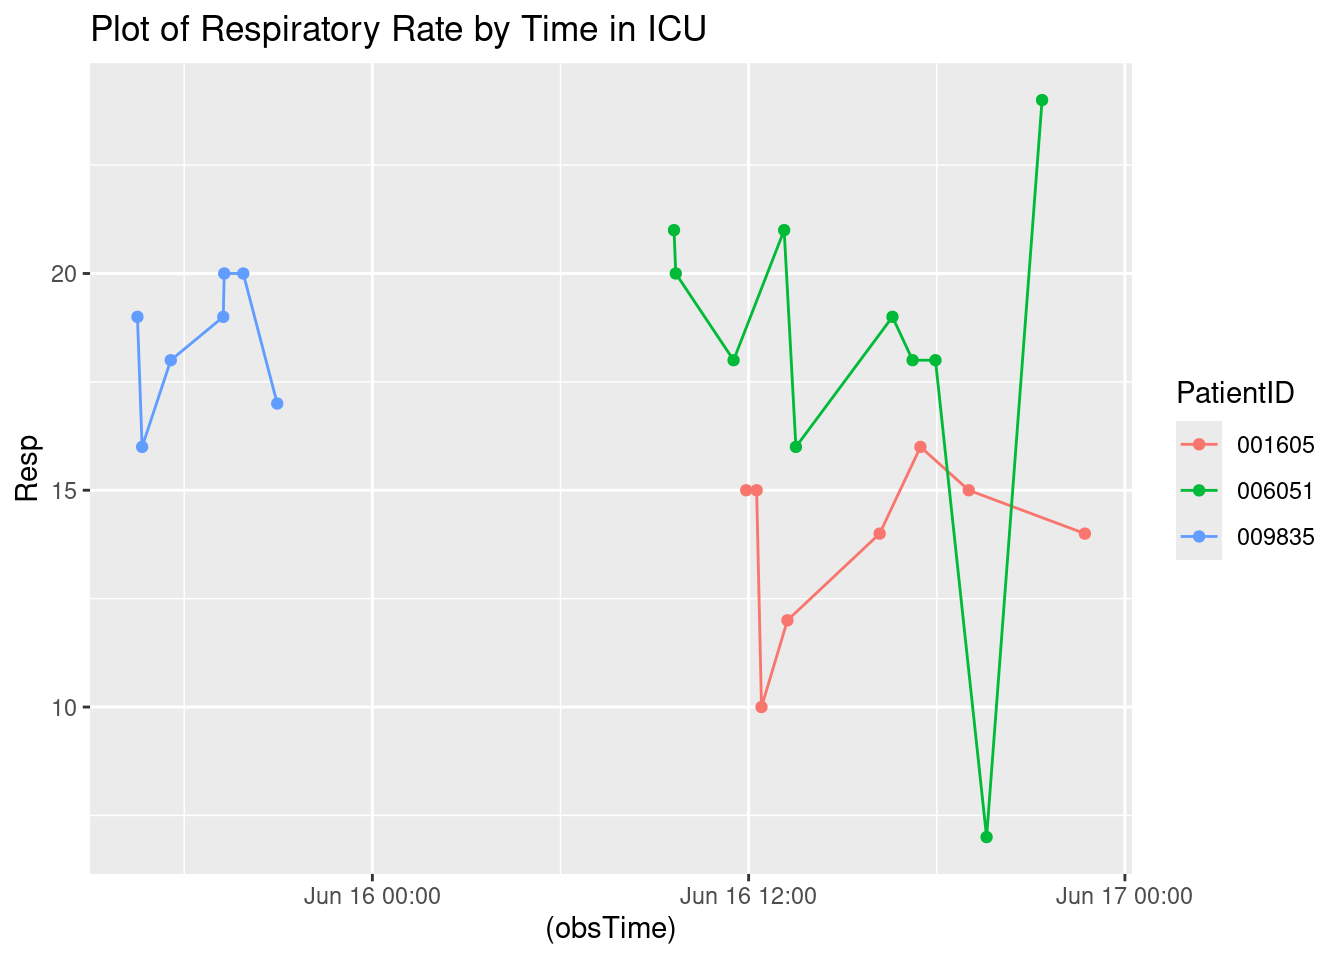 Plot of Respiratory Rate by Time in ICU
Resp
20
15
10
Jun 16 00:00
Jun 16 12:00
Jun 17 00:00
(obsTime)
PatientID
001605
006051
009835